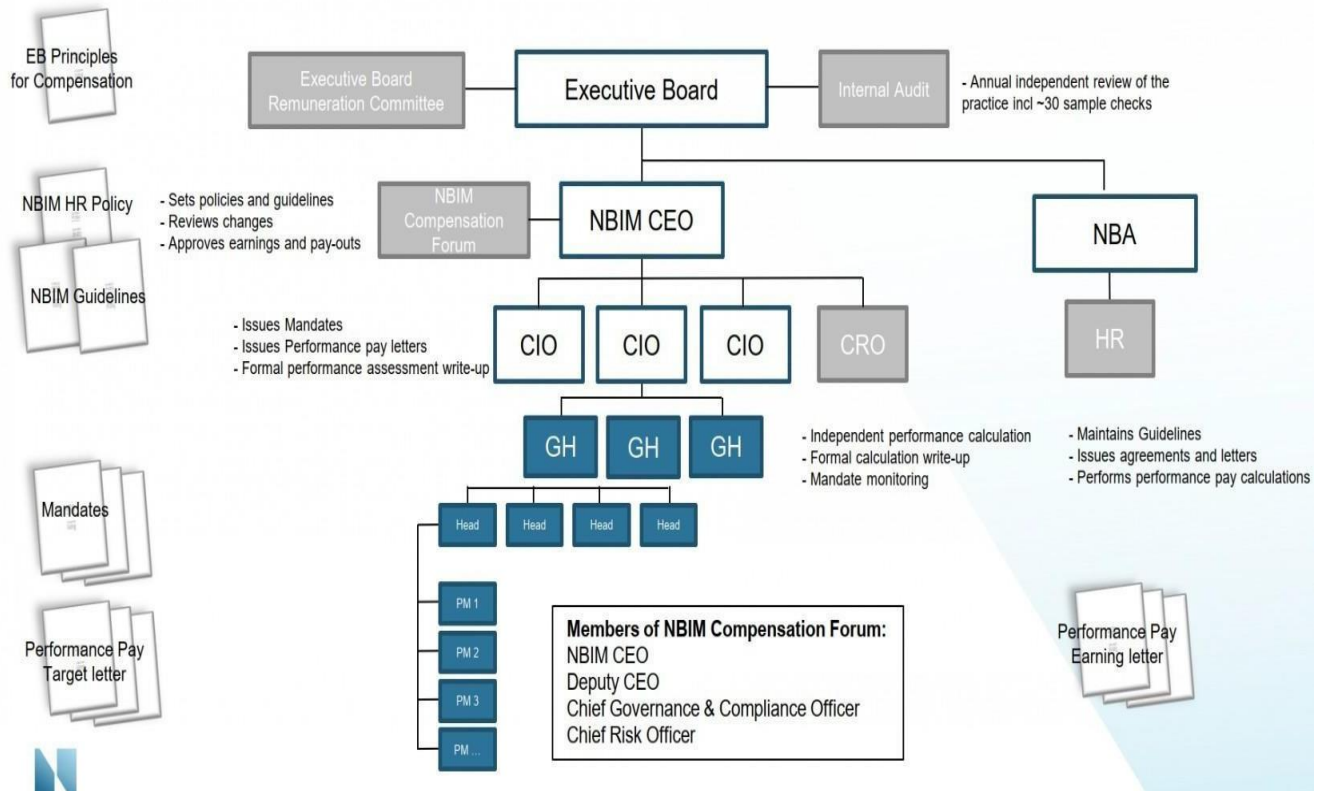 EB Principles
for Compensation
Executive Board
Remuneration Committee
Executive Board
Internal Audit
- Annual independent review of the
practice incl ~30 sample checks
NBIM HR Policy
- Sets policies and guidelines
- Reviews changes
- Approves earnings and pay-outs
NBIM
Compensation
Forum
NBIM CEO
NBA
NBIM Guidelines
- Issues Mandates
- Issues Performance pay letters
- Formal performance assessment write-up
CIO
CIO
CIO
CRO
HR
GH
GH
GH
- Independent performance calculation
- Formal calculation write-up
- Mandate monitoring
- Maintains Guidelines
- Issues agreements and letters
- Performs performance pay calculations
Mandates
Head
Head
Head
Head
PM 1
PM 2
PM 3
PM ...
Performance Pay
Target letter
Members of NBIM Compensation Forum:
NBIM CEO
Deputy CEO
Chief Governance & Compliance Officer
Chief Risk Officer
Performance Pay
Earning letter